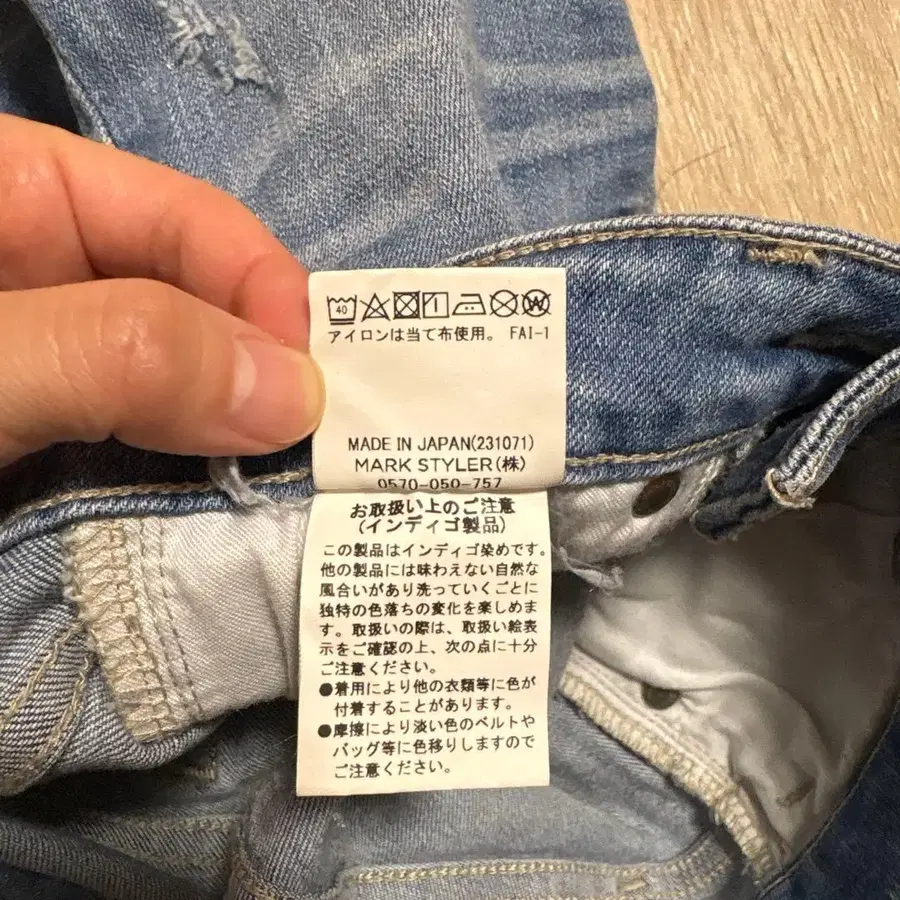 40
アイロンは当て布使用。 FAI-1
MADE IN JAPAN(231071)
MARK STYLER(株)
0570-050-757
お取扱い上のご注意
(インディゴ製品)
この製品はインディゴ染めです。
他の製品には味わえない自然な
風合いがあり洗っていくごとに
独特の色落ちの変化を楽しめま
す。取扱いの際は、取扱い絵表
示をご確認の上、次の点に十分
ご注意ください。
●着用により他の衣類等に色が
付着することがあります。
●摩擦により淡い色のベルトや
バッグ等に色移りしますので
ご注意ください。